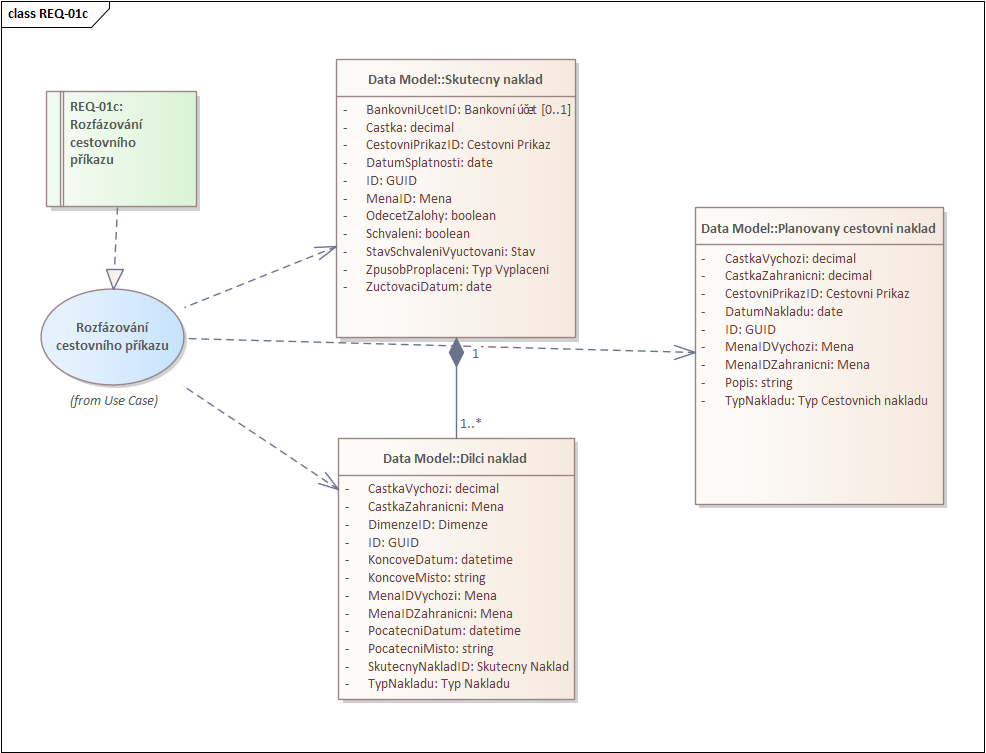 class REQ-01c
REQ-01c:
Rozfázování
cestovního
příkazu
Rozfázování
cestovního příkazu
(from Use Case)
Data Model::Skutecny naklad
- BankovniUcetID: Bankovní účet [0..1]
- Castka: decimal
- CestovniPrikazID: Cestovni Prikaz
- DatumSplatnosti: date
- ID: GUID
- MenaID: Mena
- OdecetZalohy: boolean
- Schvaleni: boolean
- StavSchvaleniVyuctovani: Stav
- ZpusobProplaceni: Typ Vyplaceni
- ZuctovaciDatum: date
1
1..*
Data Model::Dilci naklad
- CastkaVychozi: decimal
- CastkaZahranicni: Mena
- DimenzeID: Dimenze
- ID: GUID
- KoncoveDatum: datetime
- KoncoveMisto: string
- MenaIDVychozi: Mena
- MenaIDZahranicni: Mena
- PocatecniDatum: datetime
- PocatecniMisto: string
- SkutecnyNakladID: Skutecny Naklad
- TypNakladu: Typ Nakladu
Data Model::Planovany cestovni naklad
- CastkaVychozi: decimal
- CastkaZahranicni: decimal
- CestovniPrikazID: Cestovni Prikaz
- DatumNakladu: date
- ID: GUID
- MenaIDVychozi: Mena
- MenaIDZahranicni: Mena
- Popis: string
- TypNakladu: Typ Cestovnich nakladu